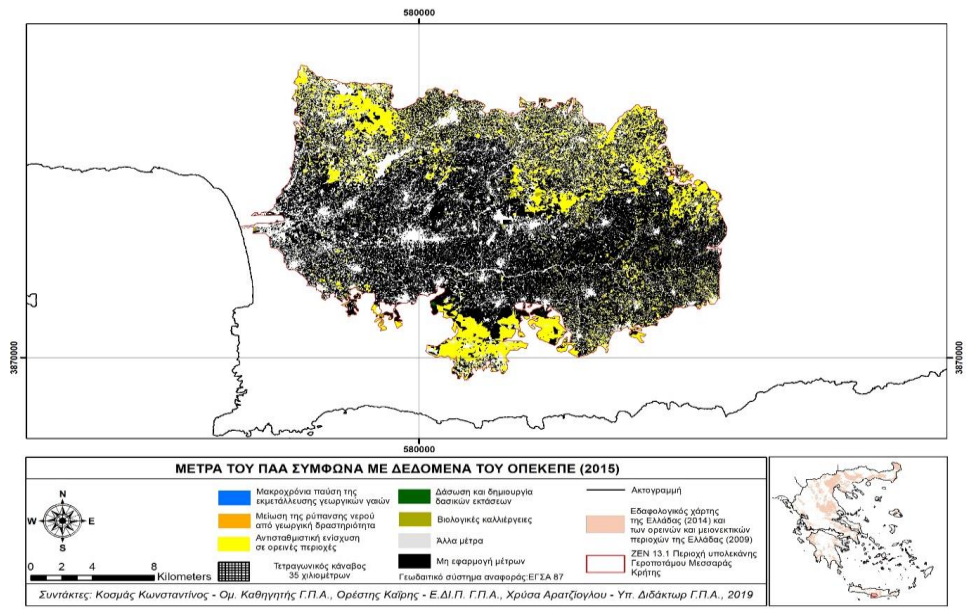 580000
3870000
3870000
580000
ΜΕΤΡΑ ΤΟΥ ΠΑΑ ΣΥΜΦΩΝΑ ΜΕ ΔΕΔΟΜΕΝΑ ΤΟΥ ΟΠΕΚΕΠΕ (2015)
N
W
E
S
0 2 4 8
Kilometers
Μακροχρόνια παύση της
εκμετάλλευσης γεωργικών γαιών
Μείωση της ρύπανσης νερού
από γεωργική δραστηριότητα
Αντισταθμιστική ενίσχυση
σε ορεινές περιοχές
Τετραγωνικός κάναβος
35 χιλιομέτρων
Δάσωση και δημιουργία
δασικών εκτάσεων
Βιολογικές καλλιέργειες
Άλλα μέτρα
Μη εφαρμογή μέτρων
Γεωδαιτικό σύστημα αναφοράς:ΕΓΣΑ 87
Ακτογραμμή
Εδαφολογικός χάρτης
της Ελλάδας (2014) και
των ορεινών και μειονεκτικών
περιοχών της Ελλάδας (2009)
ΖΕΝ 13.1 Περιοχή υπολεκάνης
Γεροποτάμου Μεσσαράς
Κρήτης
Συντάκτες: Κοσμάς Κωνσταντίνος - Ομ. Καθηγητής Γ.Π.Α., Ορέστης Καΐρης - Ε.ΔΙ.Π. Γ.Π.Α., Χρύσα Αρατζίογλου - Υπ. Διδάκτωρ Γ.Π.Α., 2019